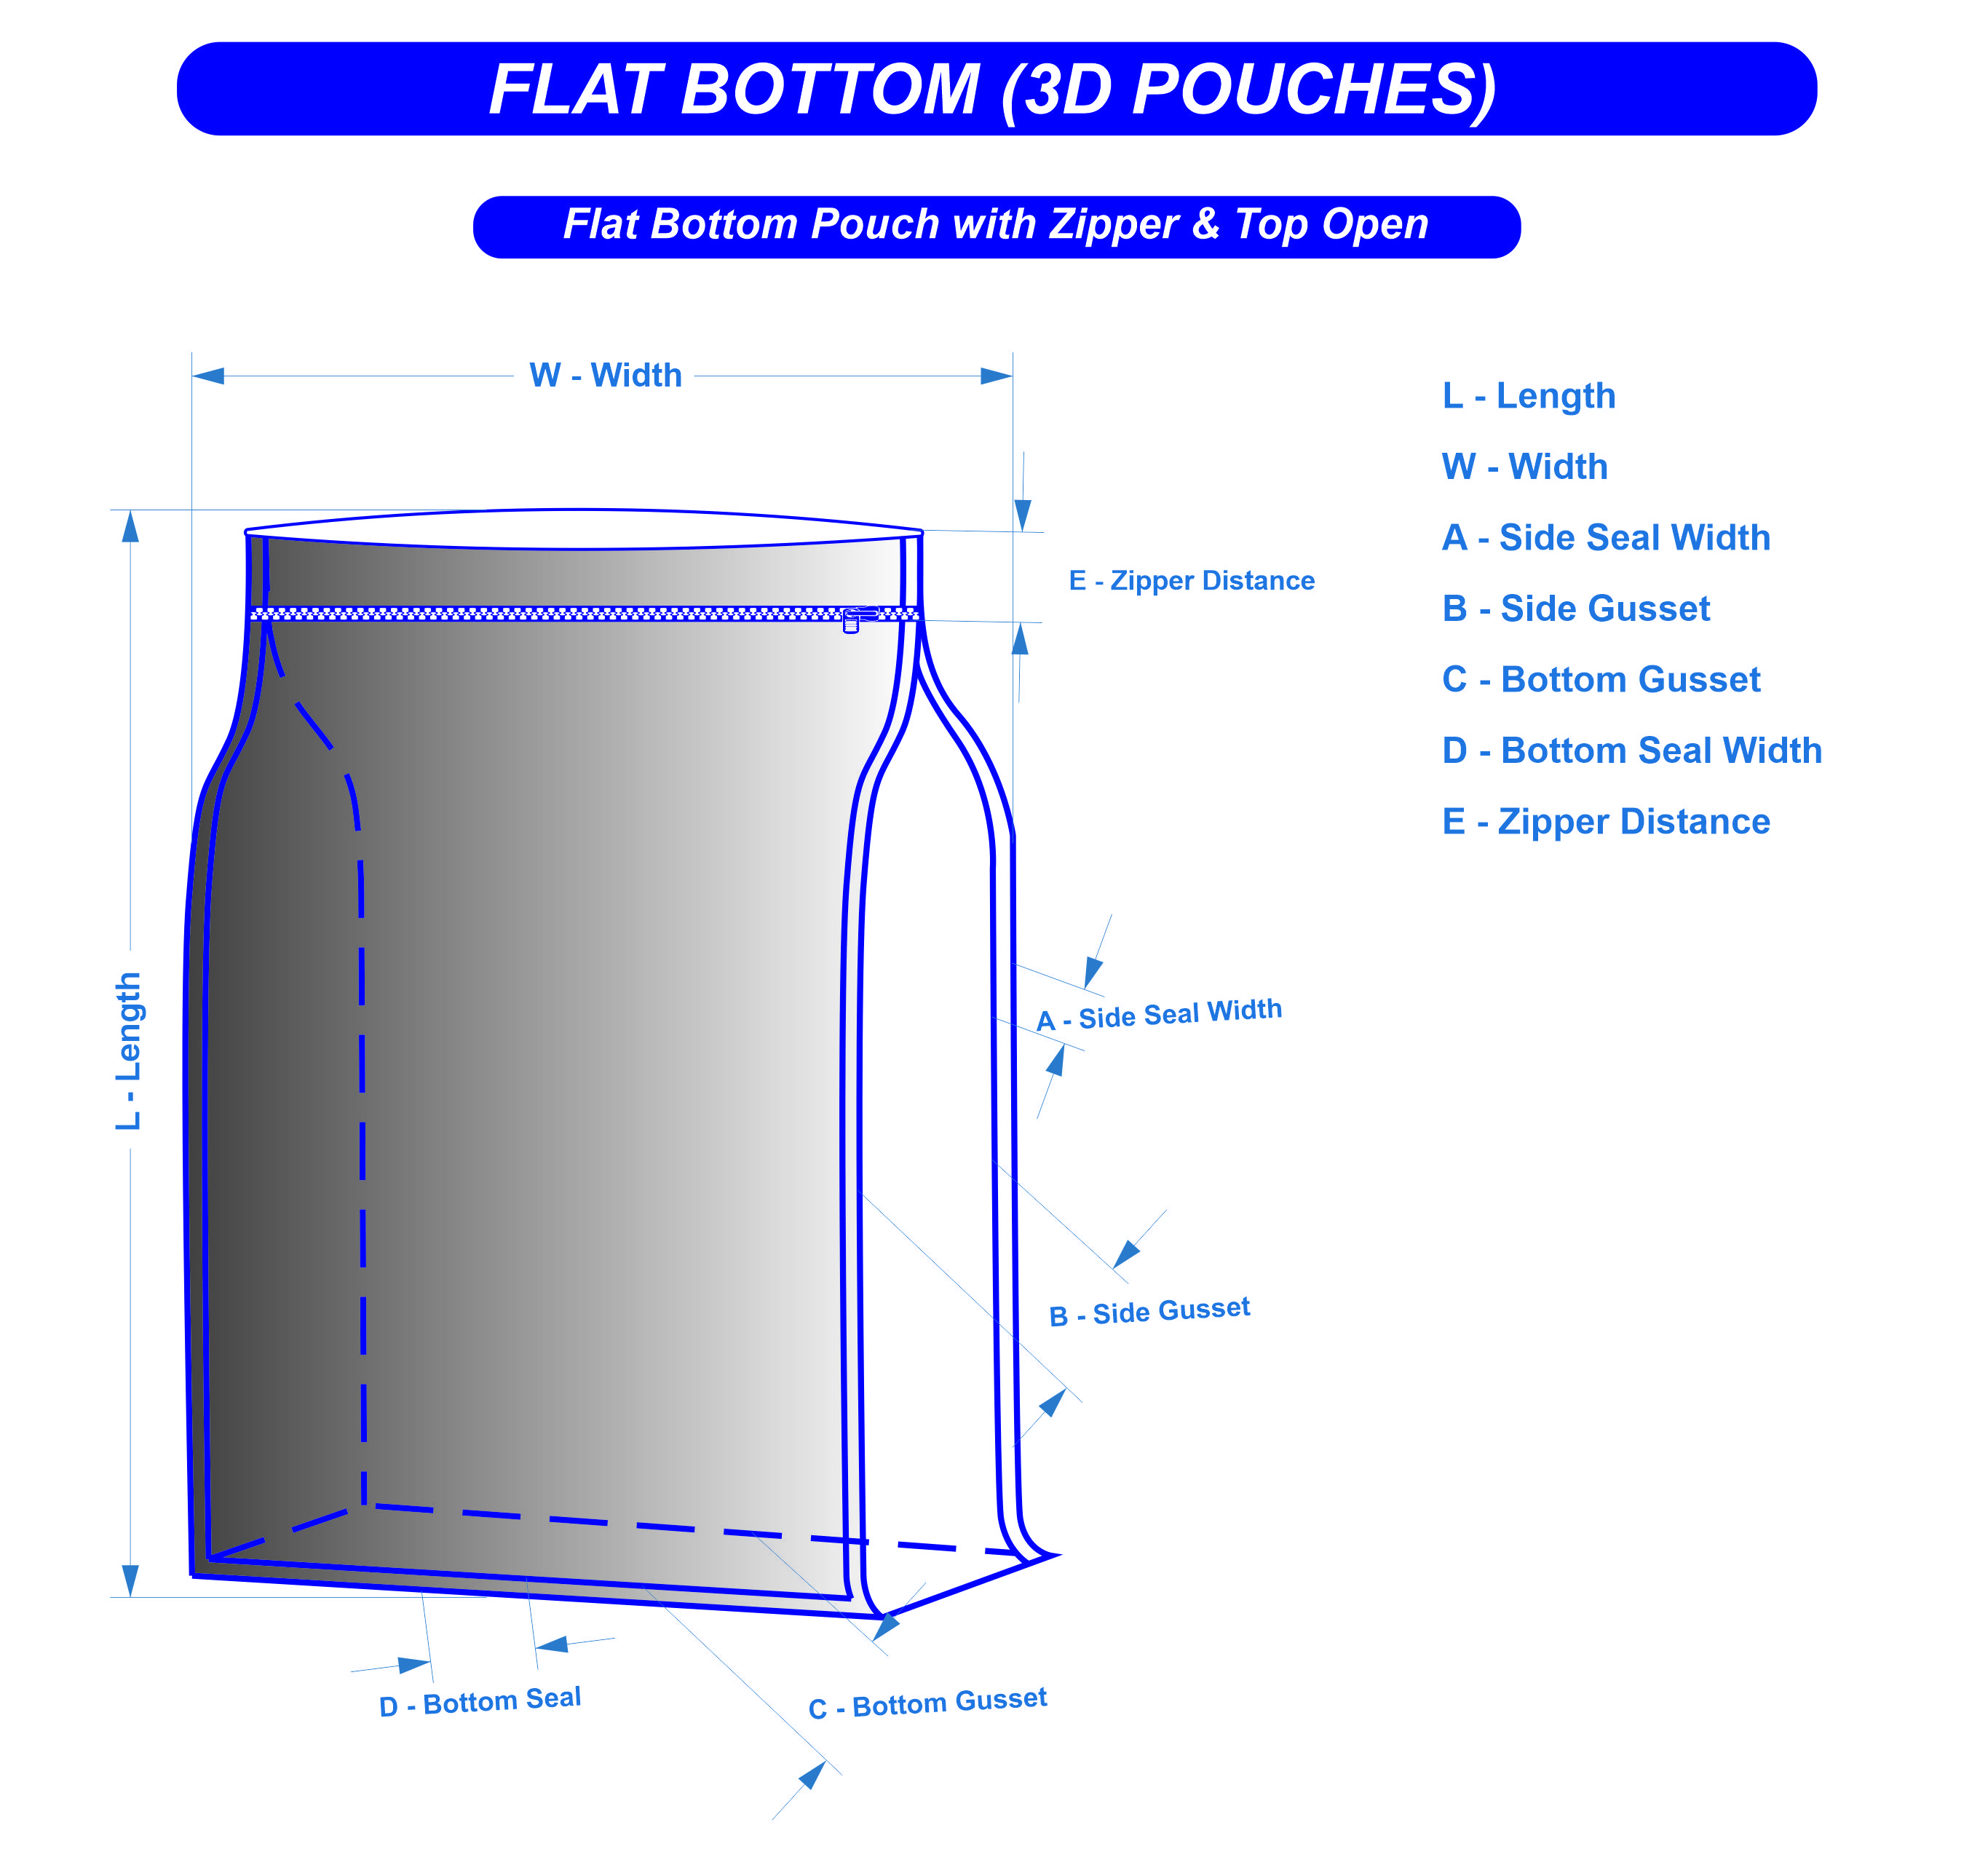 FLAT BOTTOM (3D POUCHES)
Flat Bottom Pouch with Zipper & Top Open
W - Width
L - Length
W - Width
A - Side Seal Width
B - Side Gusset
C - Bottom Gusset
D - Bottom Seal Width
E - Zipper Distance
E - Zipper Distance
L - Length
A - Side Seal Width
B - Side Gusset
D - Bottom Seal
C - Bottom Gusset